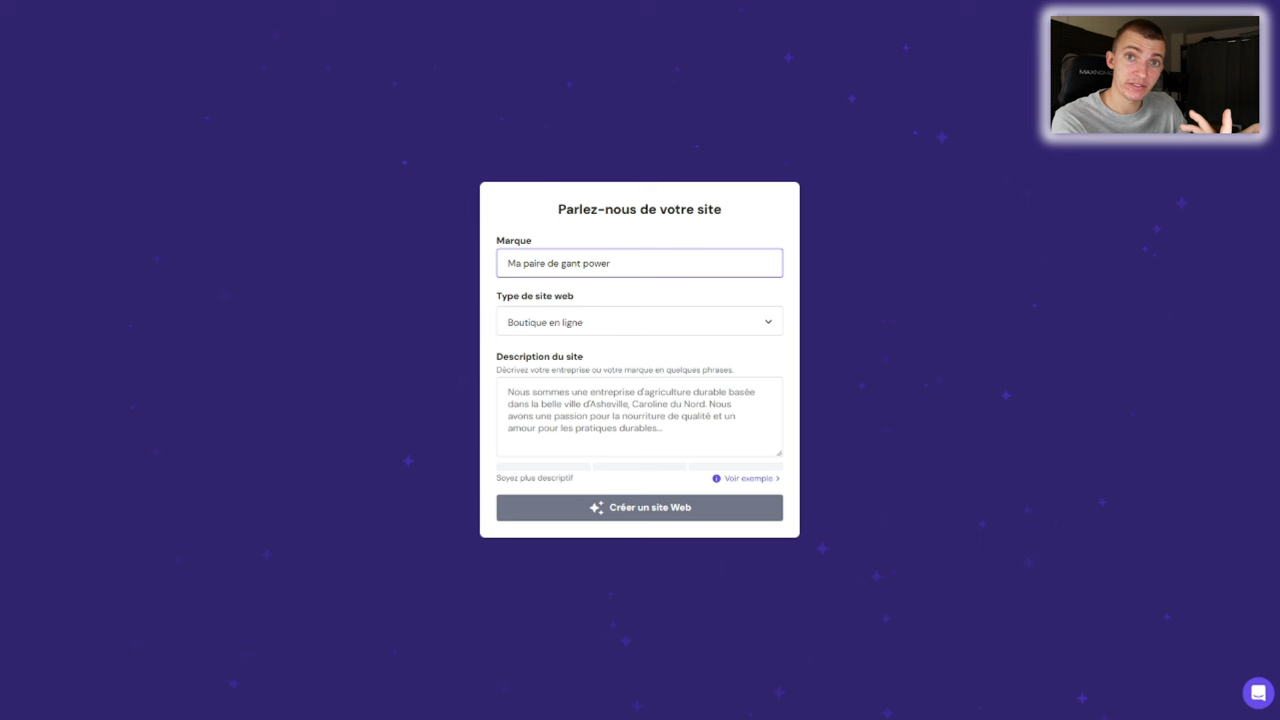 MAXNOMIC
Parlez-nous de votre site
Marque
Ma paire de gant power
Type de site web
Boutique en ligne
Description du site
Décrivez votre entreprise ou votre marque en quelques phrases.
Nous sommes une entreprise d'agriculture durable basée
dans la belle ville d'Asheville, Caroline du Nord. Nous
avons une passion pour la nourriture de qualité et un
amour pour les pratiques durables...
Soyez plus descriptif
Voir exemple >
Créer un site Web